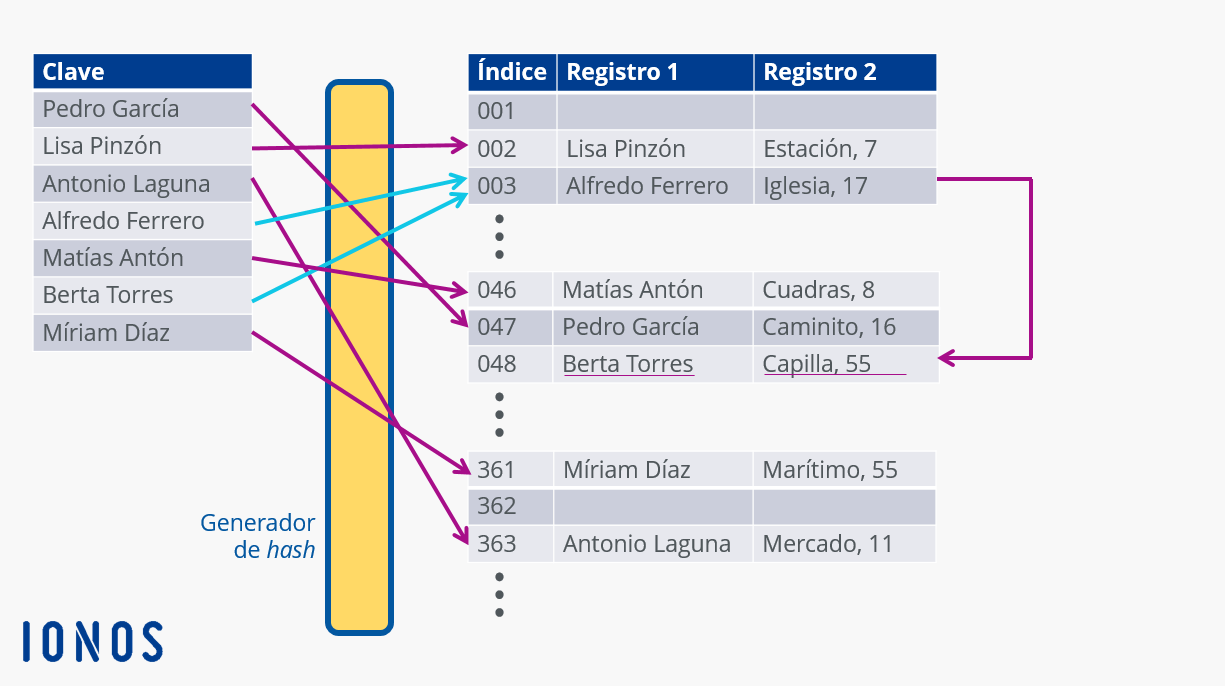 Clave
Pedro García
Lisa Pinzón
Antonio Laguna
Alfredo Ferrero
Matías Antón
Berta Torres
Míriam Díaz
Generador
de hash
Índice Registro 1 Registro 2
001
002 Lisa Pinzón Estación, 7
003 Alfredo Ferrero Iglesia, 17
046 Matías Antón Cuadras, 8
047 Pedro García Caminito, 16
048 Berta Torres Capilla, 55
361 Míriam Díaz Marítimo, 55
362
363 Antonio Laguna Mercado, 11
IONOS